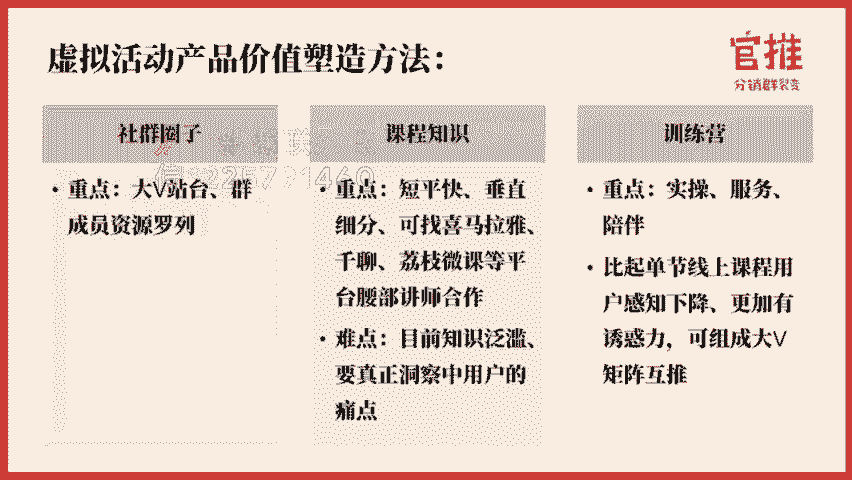 虚拟活动产品价值塑造方法：
官推
分销群裂变
社群圈子
• 重点：大V站台、群
成员资源罗列
课程知识
• 重点：短平快、垂直
细分、可找喜马拉雅、
千聊、荔枝微课等平
台腰部讲师合作
• 难点：目前知识泛滥、
要真正洞察中用户的
痛点
训练营
• 重点：实操、服务、
陪伴
• 比起单节线上课程用
户感知下降、更加有
诱惑力，可组成大V
矩阵互推